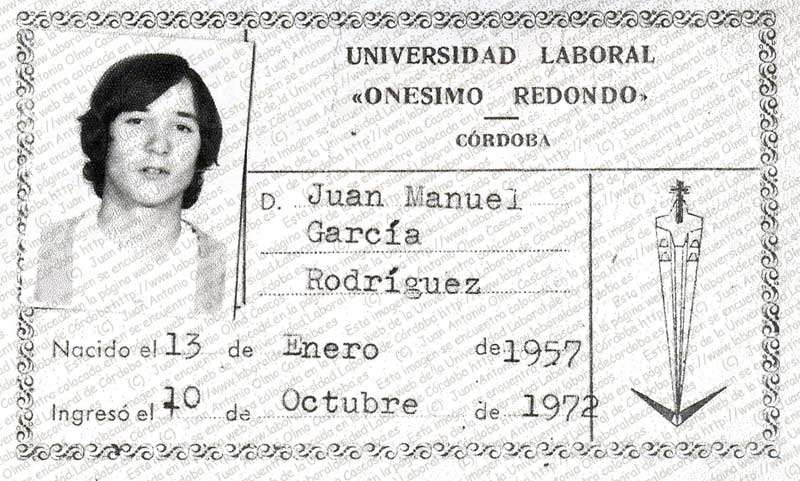 UNIVERSIDAD LABORAL
«ONESIMO REDONDO»
CÓRDOBA
D. Juan Manuel
García
Rodríguez
Nacido el 13 de Enero de 1957
Ingresó el 10 de Octubre de 1972